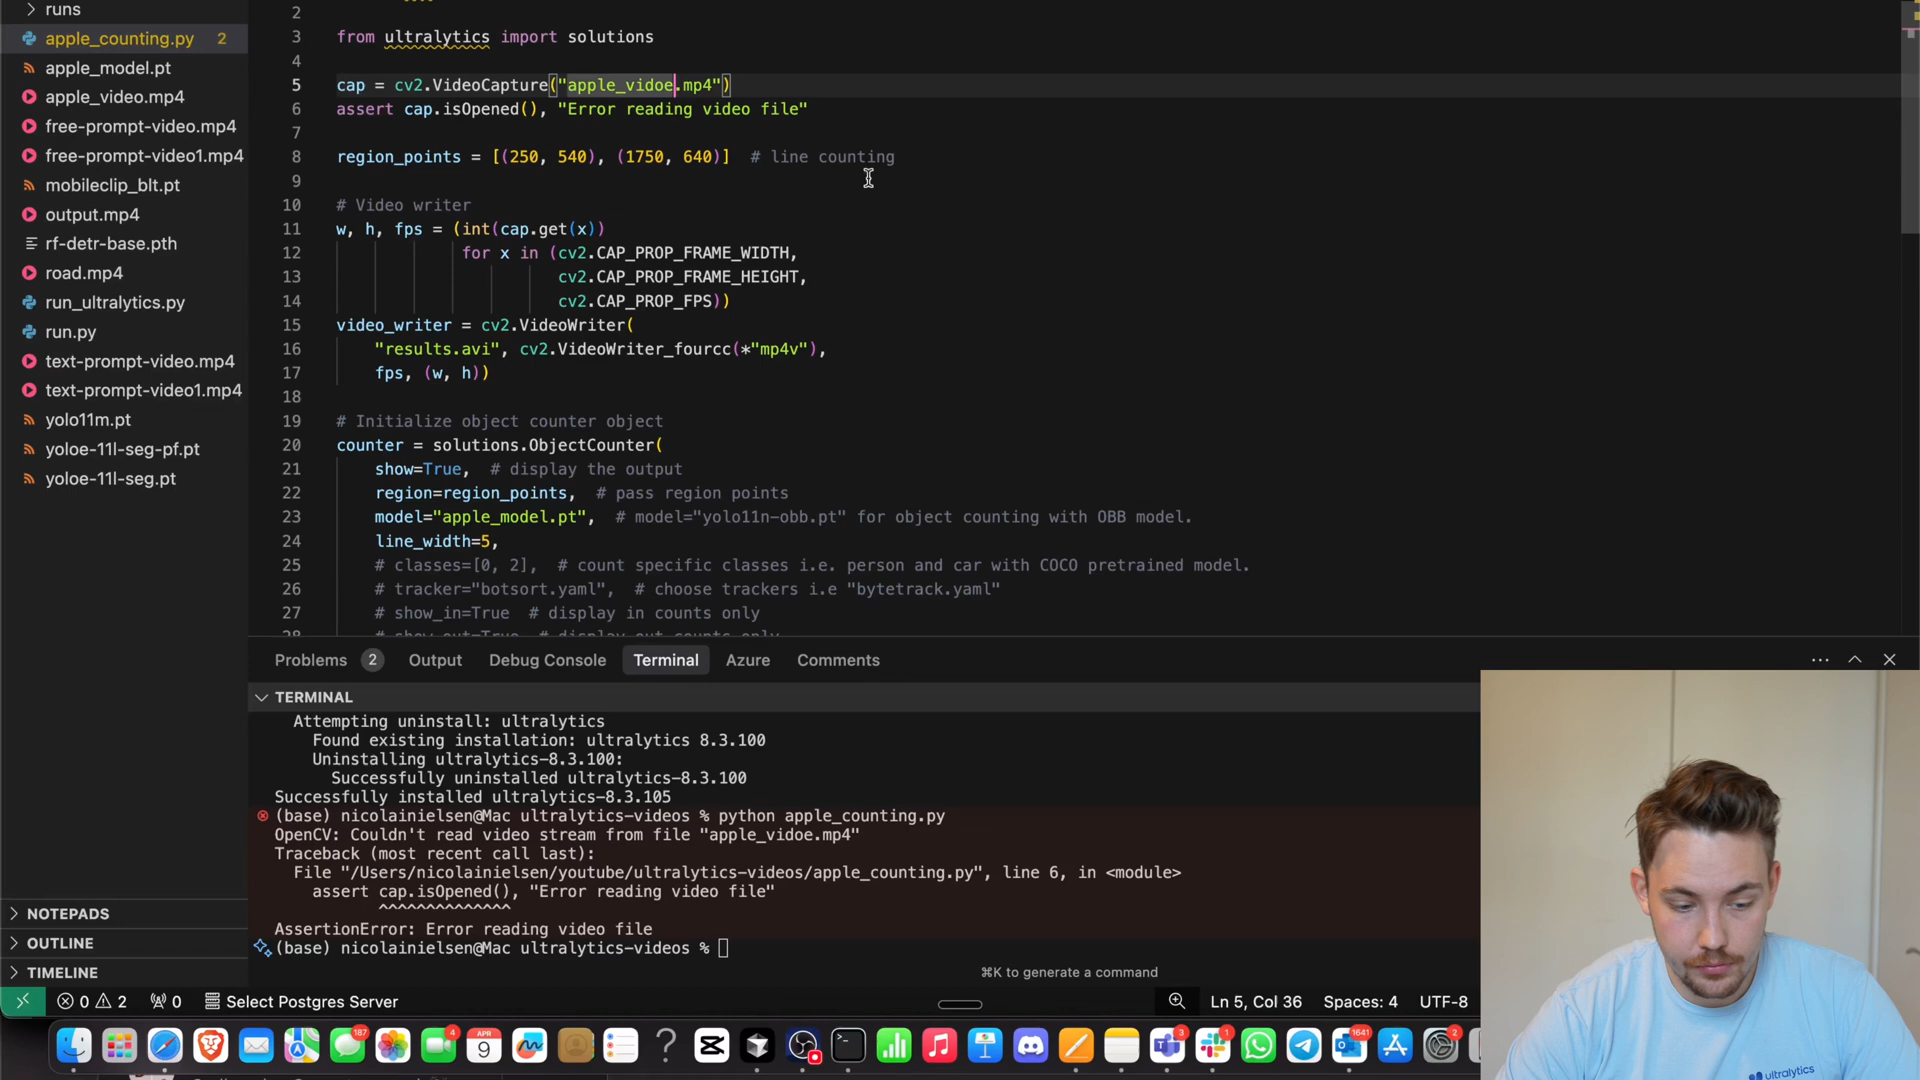 runs
apple_counting.py 2
apple_model.pt
apple_video.mp4
free-prompt-video.mp4
free-prompt-video1.mp4
mobileclip_blt.pt
output.mp4
rf-detr-base.pth
road.mp4
run_ultralytics.py
run.py
text-prompt-video.mp4
text-prompt-video1.mp4
yolo11m.pt
yoloe-11l-seg-pf.pt
yoloe-11l-seg.pt
NOTEPADS
OUTLINE
TIMELINE
2
3 from ultralytics import solutions
4
5 cap = cv2.VideoCapture("apple_vidoe.mp4")
6 assert cap.isOpened(), "Error reading video file"
7
8 region_points = [(250, 540), (1750, 640)]  # line counting
9
10 # Video writer
11 w, h, fps = (int(cap.get(x))
12 for x in (cv2.CAP_PROP_FRAME_WIDTH,
13 cv2.CAP_PROP_FRAME_HEIGHT,
14 cv2.CAP_PROP_FPS))
15 video_writer = cv2.VideoWriter(
16 "results.avi", cv2.VideoWriter_fourcc(*"mp4v"),
17 fps, (w, h))
18
19 # Initialize object counter object
20 counter = solutions.ObjectCounter(
21 show=True,  # display the output
22 region=region_points,  # pass region points
23 model="apple_model.pt",  # model="yolo11n-obb.pt" for object counting with OBB model.
24 line_width=5,
25 # classes=[0, 2],  # count specific classes i.e. person and car with COCO pretrained model.
26 # tracker="botsort.yaml",  # choose trackers i.e "bytetrack.yaml"
27 # show_in=True  # display in counts only
28 # show_out=True  # display out counts only
Problems 2 Output Debug Console Terminal Azure Comments
TERMINAL
Attempting uninstall: ultralytics
Found existing installation: ultralytics 8.3.100
Uninstalling ultralytics-8.3.100:
Successfully uninstalled ultralytics-8.3.100
Successfully installed ultralytics-8.3.105
(base) nicolainielsen@Mac ultralytics-videos % python apple_counting.py
OpenCV: Couldn't read video stream from file "apple_vidoe.mp4"
Traceback (most recent call last):
File "/Users/nicolainielsen/youtube/ultralytics-videos/apple_counting.py", line 6, in <module>
assert cap.isOpened(), "Error reading video file"
^^^^^^^^^^^^^^
AssertionError: Error reading video file
(base) nicolainielsen@Mac ultralytics-videos %
⌘K to generate a command
0 2 0 Select Postgres Server Ln 5, Col 36 Spaces: 4 UTF-8
187 4 APR 9 3 1 1641 2
ultralytics